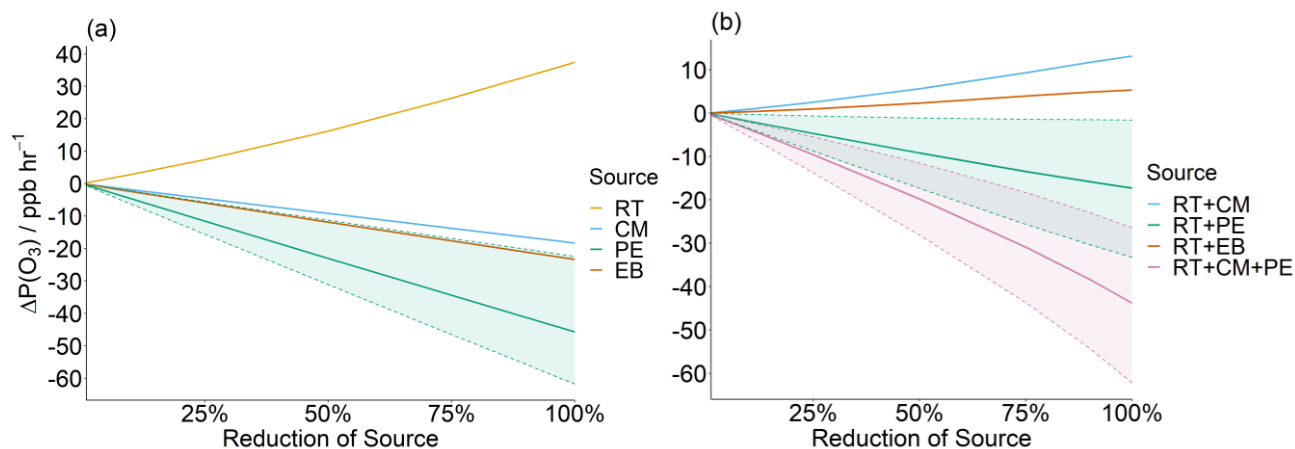 (a)
40
30
20
10
0
-10
-20
-30
-40
-50
-60
ΔP(O₃) / ppb hr⁻¹
25% 50% 75% 100%
Reduction of Source
Source
RT
CM
PE
EB
(b)
10
0
-10
-20
-30
-40
-50
-60
25% 50% 75% 100%
Reduction of Source
Source
RT+CM
RT+PE
RT+EB
RT+CM+PE